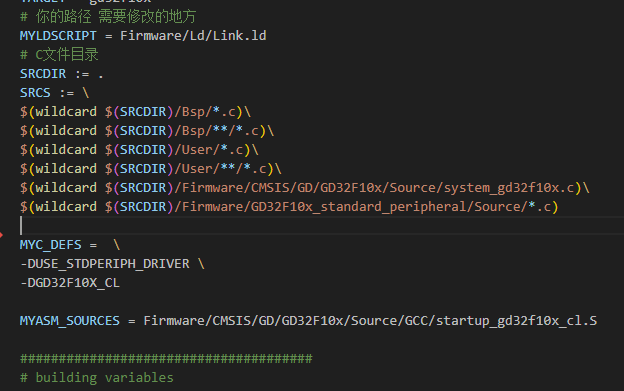 TARGET = gd32f10x
# 你的路径 需要修改的地方
MYLDSCRIPT = Firmware/Ld/Link.ld
# C文件目录
SRCDIR := .
SRCS := \
$(wildcard $(SRCDIR)/Bsp/*.c)\
$(wildcard $(SRCDIR)/Bsp/**/*.c)\
$(wildcard $(SRCDIR)/User/*.c)\
$(wildcard $(SRCDIR)/User/**/*.c)\
$(wildcard $(SRCDIR)/Firmware/CMSIS/GD/GD32F10x/Source/system_gd32f10x.c)\
$(wildcard $(SRCDIR)/Firmware/GD32F10x_standard_peripheral/Source/*.c)
MYC_DEFS =  \
-DUSE_STDPERIPH_DRIVER \
-DGD32F10X_CL
MYASM_SOURCES = Firmware/CMSIS/GD/GD32F10x/Source/GCC/startup_gd32f10x_cl.S
#######################################
# building variables